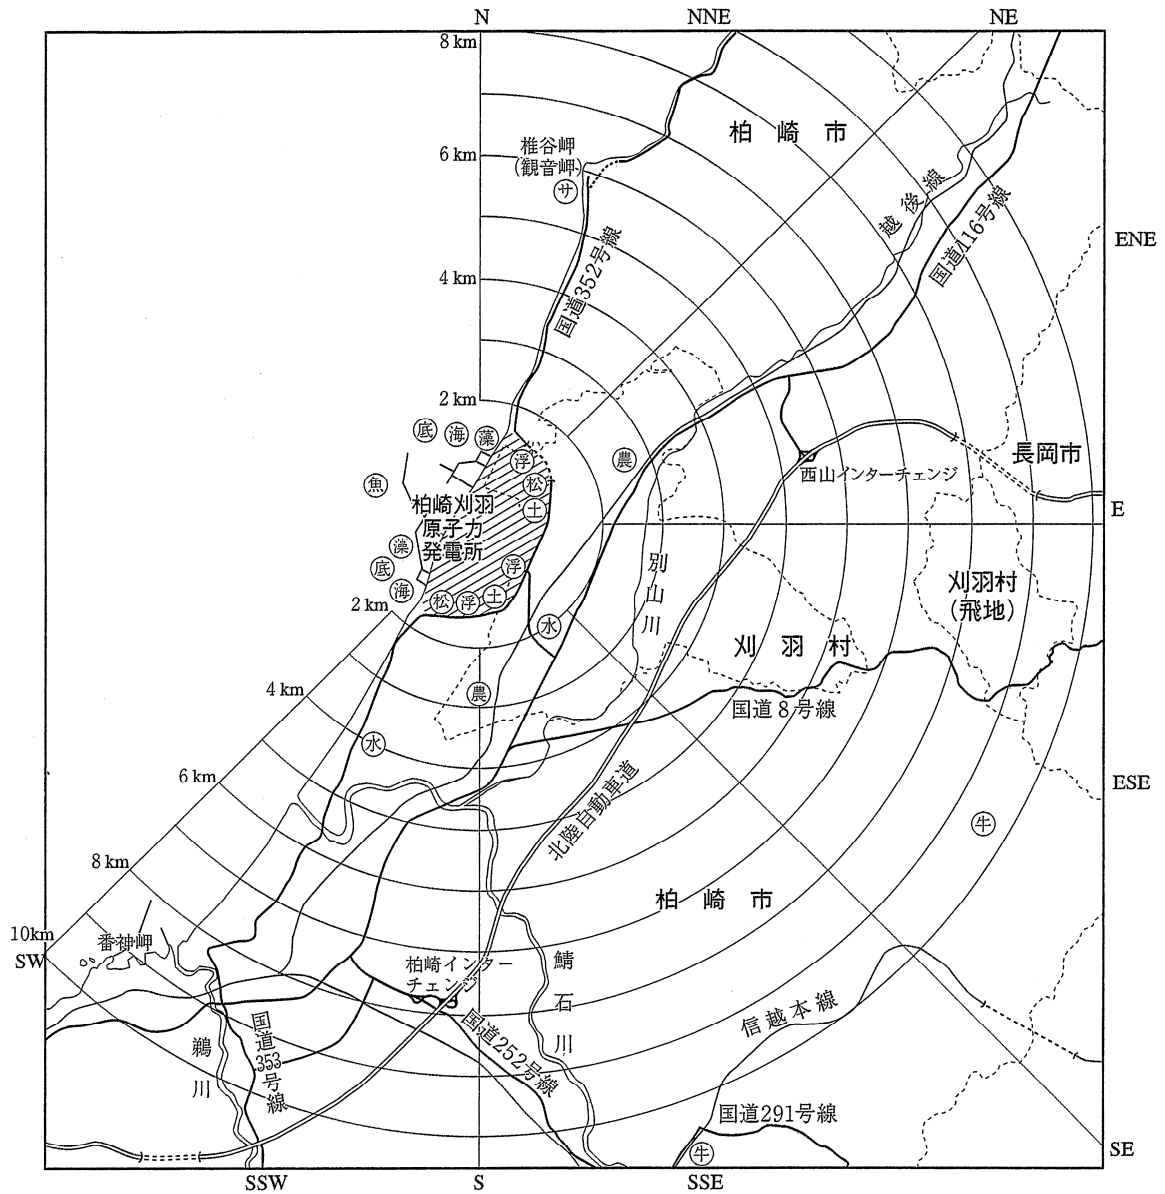 N
NNE
NE
8 km
柏崎市
椎谷岬
(観音岬)
6 km
サ
越後線
国道116号線
ENE
国道352号線
4 km
2 km
底
海
藻
浮
農
長岡市
西山インターチェンジ
魚
松
柏崎刈羽
原子力
発電所
土
E
藻
底
海
浮
別山川
刈羽村
(飛地)
2 km
松
浮
土
水
刈羽村
4 km
農
国道8号線
水
6 km
ESE
北陸自動車道
牛
8 km
柏崎市
10km
SW
番神岬
柏崎インター
チェンジ
鯖石川
信越本線
国道252号線
国道353号線
鵜川
国道291号線
牛
SE
SSW
S
SSE